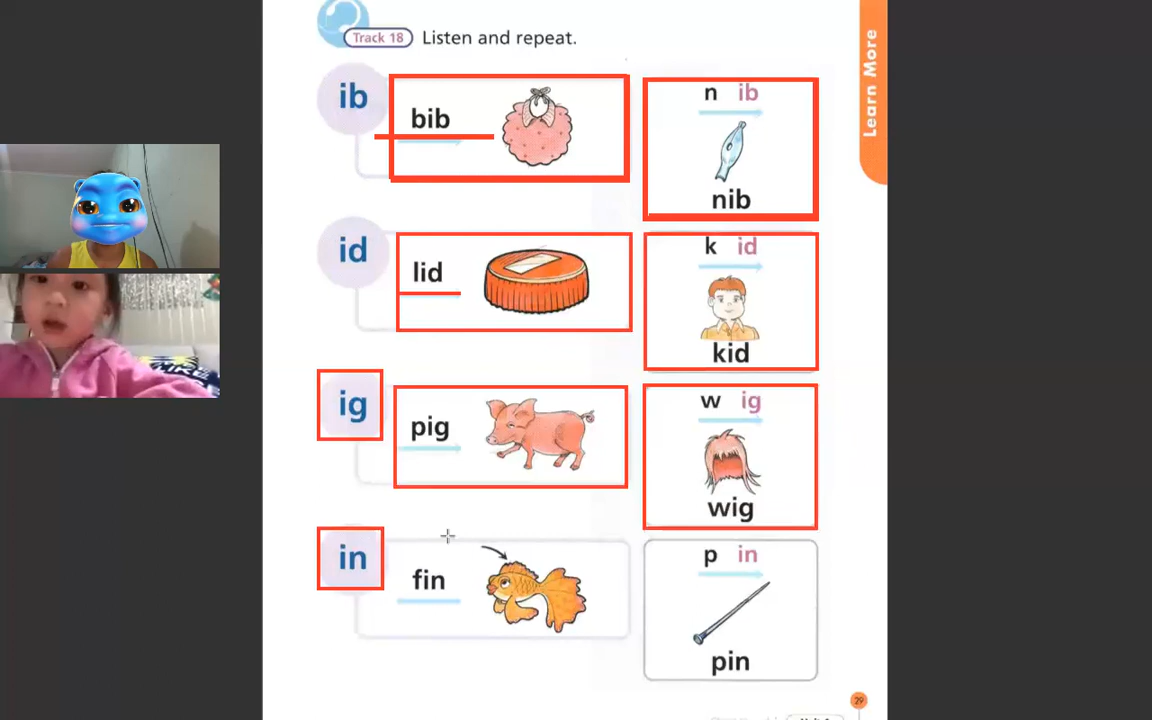 Track 18 Listen and repeat.
Learn More
ib bib
n ib
nib
id lid
k id
kid
ig pig
w ig
wig
in fin
p in
pin
29